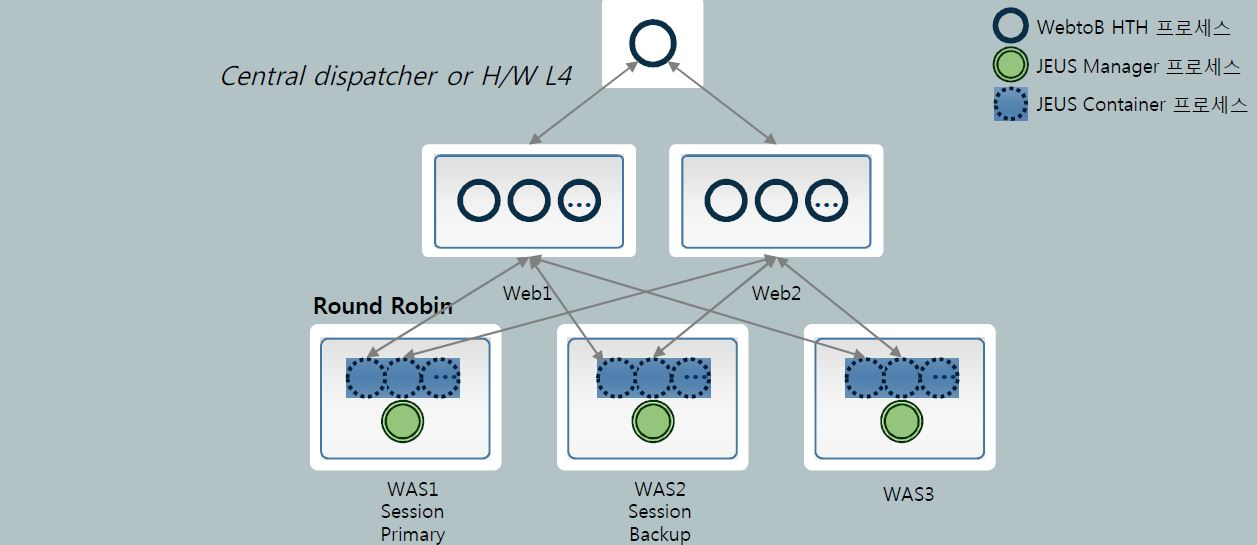 WebtoB HTH 프로세스
JEUS Manager 프로세스
JEUS Container 프로세스
Central dispatcher or H/W L4
...
...
Web1
Web2
Round Robin
...
...
...
WAS1
Session
Primary
WAS2
Session
Backup
WAS3